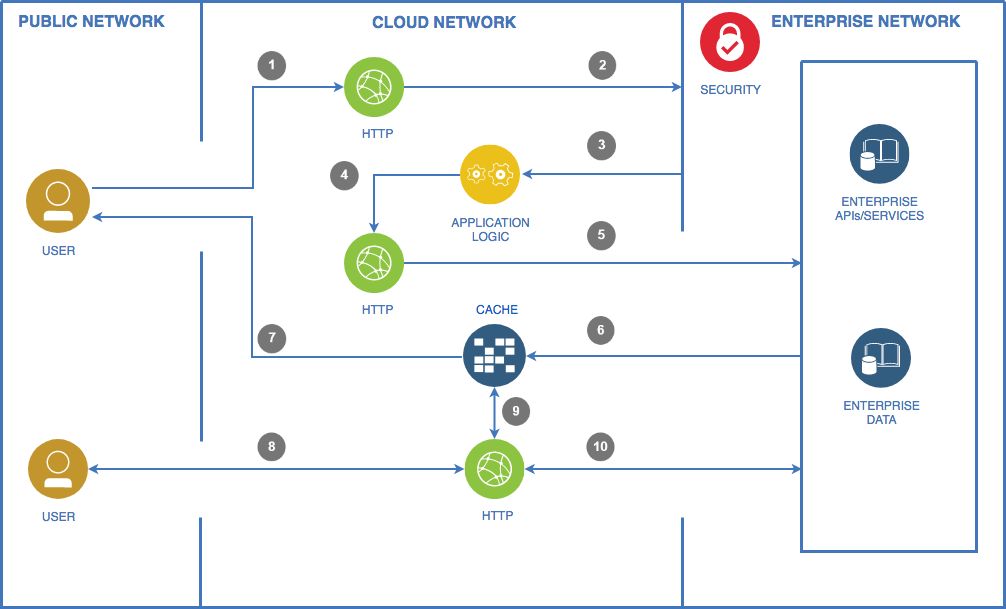 PUBLIC NETWORK
CLOUD NETWORK
ENTERPRISE NETWORK
1
2
SECURITY
HTTP
3
4
APPLICATION
LOGIC
ENTERPRISE
APIs/SERVICES
USER
5
HTTP
CACHE
6
7
ENTERPRISE
DATA
9
8
10
USER
HTTP